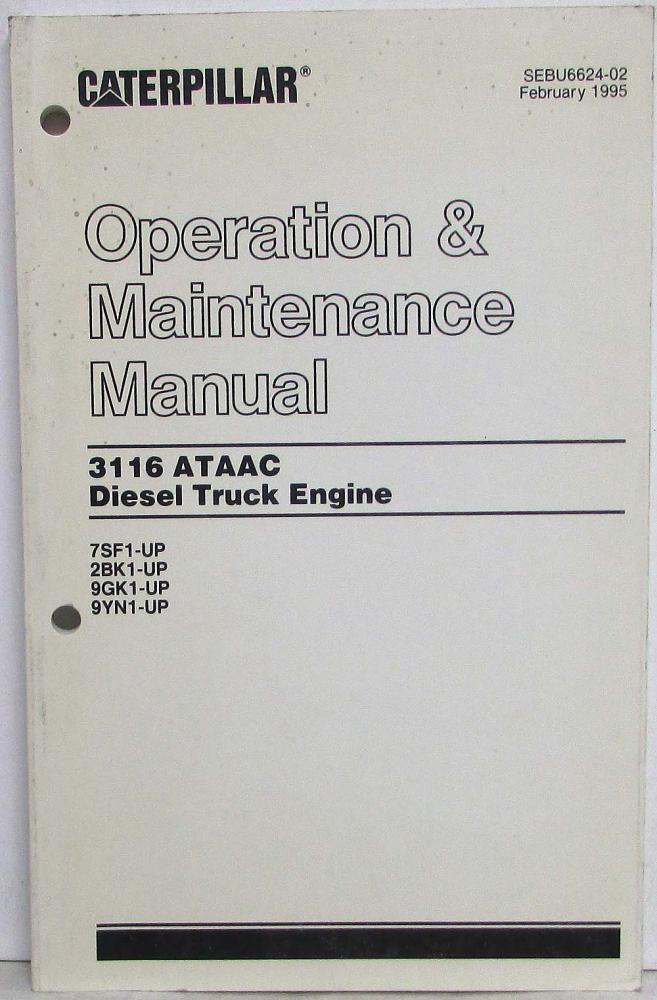 CATERPILLAR®
SEBU6624-02
February 1995
Operation &
Maintenance
Manual
3116 ATAAC
Diesel Truck Engine
7SF1-UP
2BK1-UP
9GK1-UP
9YN1-UP